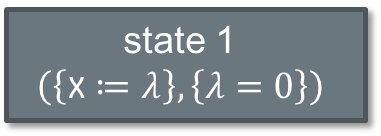 state 1
({x ≔ λ}, {λ = 0})